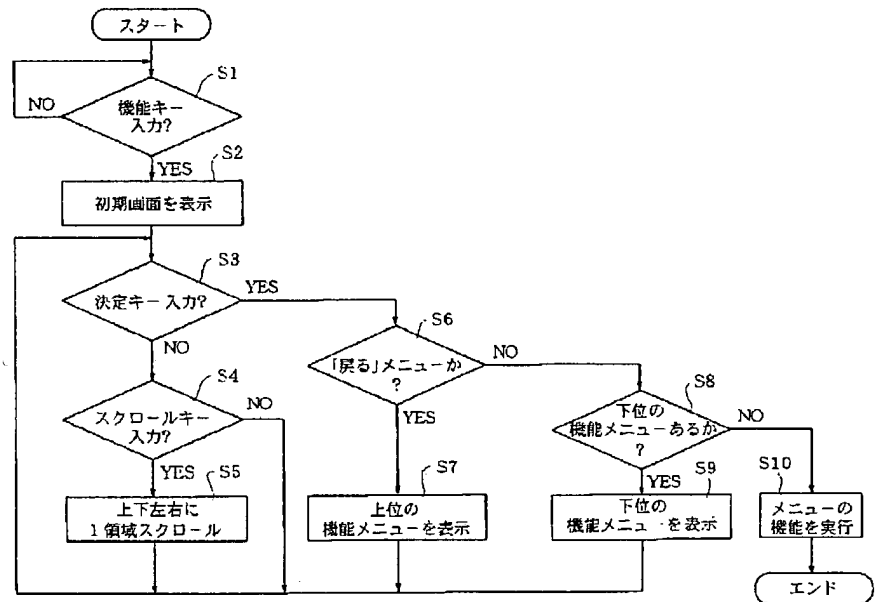 スタート
S1
NO
機能キー
入力?
YES
S2
初期画面を表示
S3
決定キー入力?
YES
NO
S4
スクロールキー
入力?
NO
YES
S5
上下左右に
1領域スクロール
S6
「戻る」メニューか
?
NO
YES
S7
上位の
機能メニューを表示
S8
下位の
機能メニューあるか
?
NO
YES
S9
下位の
機能メニューを表示
S10
メニューの
機能を実行
エンド